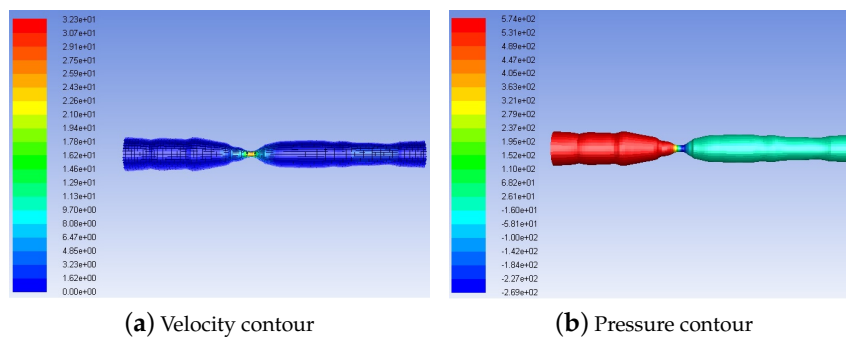 3.23e+01
3.07e+01
2.91e+01
2.75e+01
2.59e+01
2.43e+01
2.26e+01
2.10e+01
1.94e+01
1.78e+01
1.62e+01
1.46e+01
1.29e+01
1.13e+01
9.70e+00
8.08e+00
6.47e+00
4.85e+00
3.23e+00
1.62e+00
0.00e+00
(a) Velocity contour
5.74e+02
5.31e+02
4.89e+02
4.47e+02
4.05e+02
3.63e+02
3.21e+02
2.79e+02
2.37e+02
1.95e+02
1.52e+02
1.10e+02
6.82e+01
2.61e+01
-1.60e+01
-5.81e+01
-1.00e+02
-1.42e+02
-1.84e+02
-2.27e+02
-2.69e+02
(b) Pressure contour